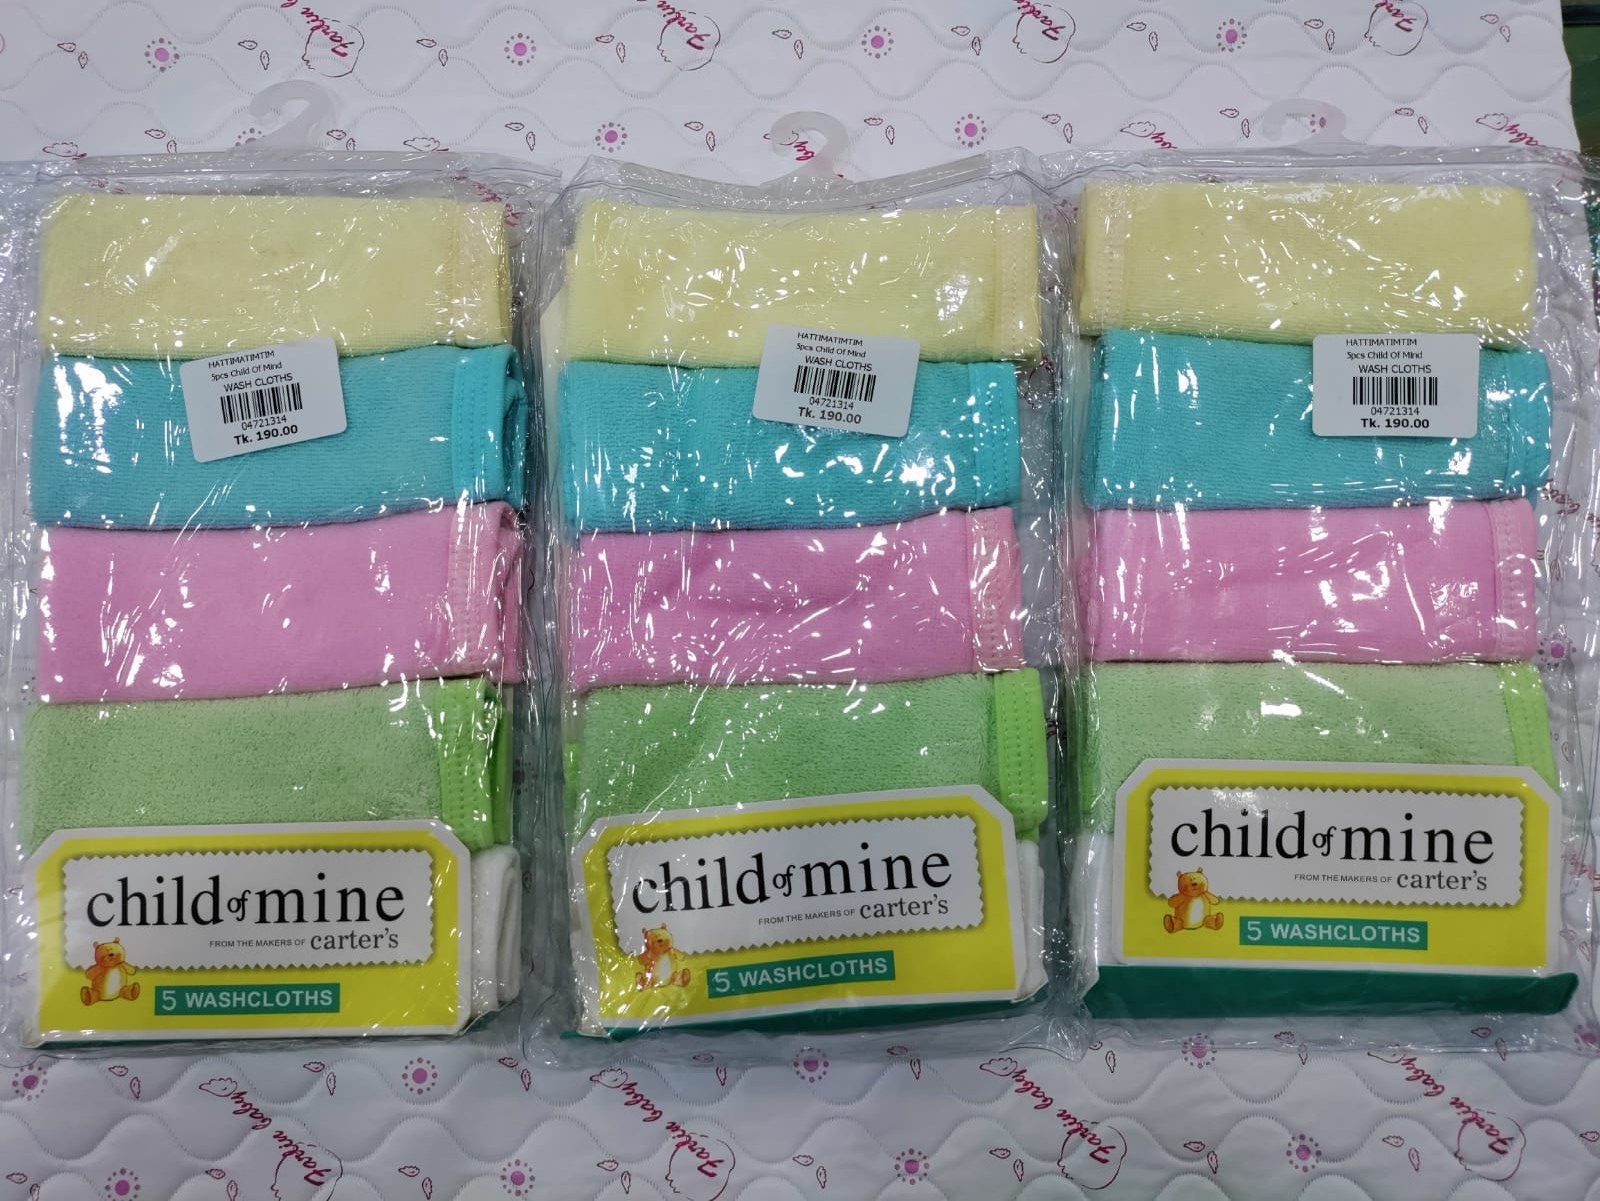 HATTIMATIMTIM
5pcs Child Of Mind
WASH CLOTHS
04721314
Tk. 190.00
HATTIMATIMTIM
5pcs Child Of Mind
WASH CLOTHS
04721314
Tk. 190.00
HATTIMATIMTIM
5pcs Child Of Mind
WASH CLOTHS
04721314
Tk. 190.00
child of mine
FROM THE MAKERS OF carter's
5 WASHCLOTHS
child of mine
FROM THE MAKERS OF carter's
5 WASHCLOTHS
child of mine
FROM THE MAKERS OF carter's
5 WASHCLOTHS